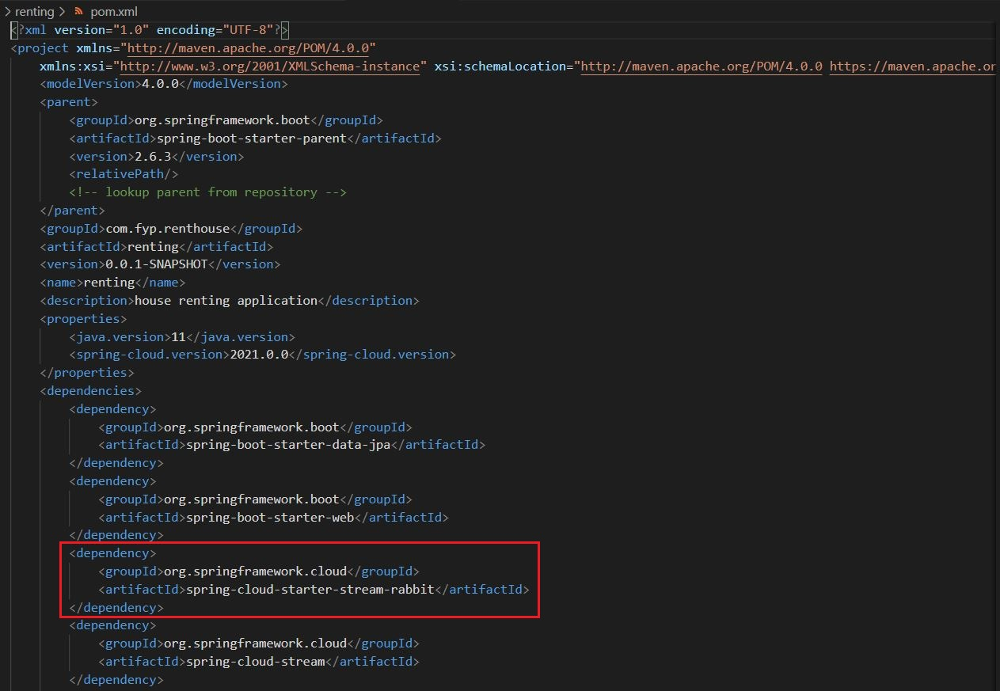 renting > pom.xml
<?xml version="1.0" encoding="UTF-8"?>
<project xmlns="http://maven.apache.org/POM/4.0.0"
xmlns:xsi="http://www.w3.org/2001/XMLSchema-instance" xsi:schemaLocation="http://maven.apache.org/POM/4.0.0 https://maven.apache.or
<modelVersion>4.0.0</modelVersion>
<parent>
<groupId>org.springframework.boot</groupId>
<artifactId>spring-boot-starter-parent</artifactId>
<version>2.6.3</version>
<relativePath/>
<!-- lookup parent from repository -->
</parent>
<groupId>com.fyp.renthouse</groupId>
<artifactId>renting</artifactId>
<version>0.0.1-SNAPSHOT</version>
<name>renting</name>
<description>house renting application</description>
<properties>
<java.version>11</java.version>
<spring-cloud.version>2021.0.0</spring-cloud.version>
</properties>
<dependencies>
<dependency>
<groupId>org.springframework.boot</groupId>
<artifactId>spring-boot-starter-data-jpa</artifactId>
</dependency>
<dependency>
<groupId>org.springframework.boot</groupId>
<artifactId>spring-boot-starter-web</artifactId>
</dependency>
<dependency>
<groupId>org.springframework.cloud</groupId>
<artifactId>spring-cloud-starter-stream-rabbit</artifactId>
</dependency>
<dependency>
<groupId>org.springframework.cloud</groupId>
<artifactId>spring-cloud-stream</artifactId>
</dependency>